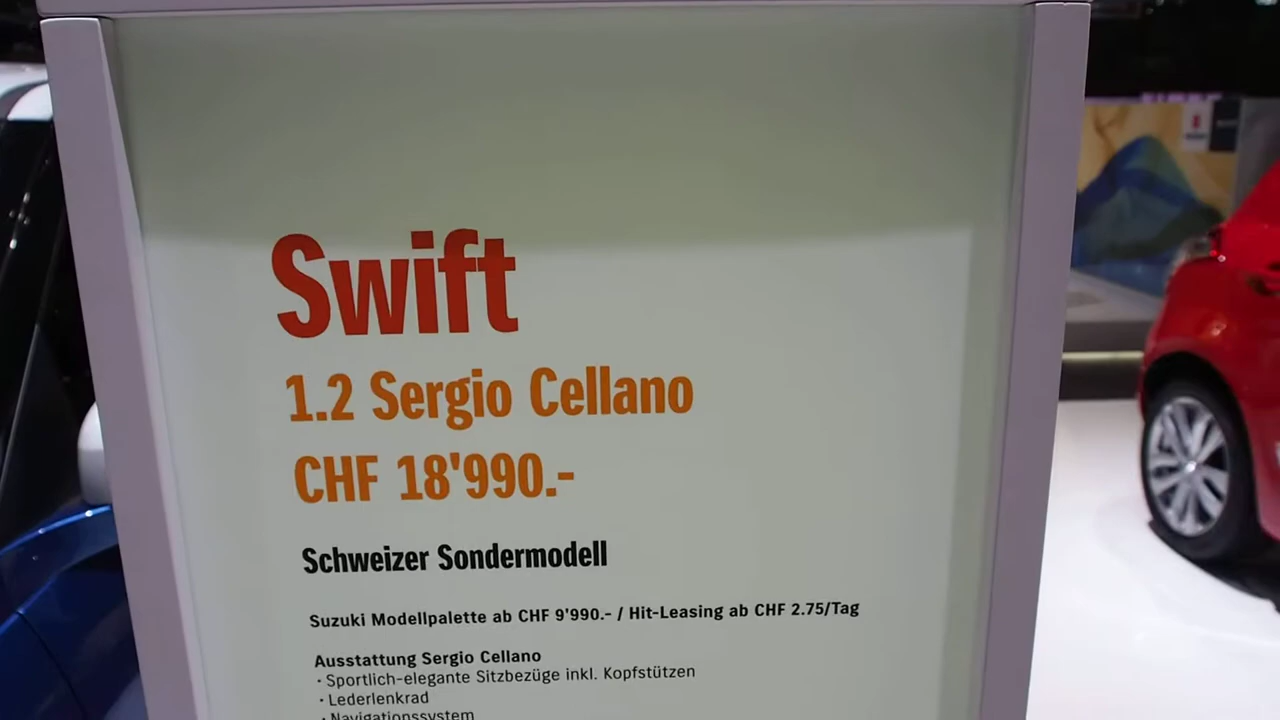 Swift
1.2 Sergio Cellano
CHF 18'990.-
Schweizer Sondermodell
Suzuki Modellpalette ab CHF 9'990.- / Hit-Leasing ab CHF 2.75/Tag
Ausstattung Sergio Cellano
· Sportlich-elegante Sitzbezüge inkl. Kopfstützen
· Lederlenkrad
· Navigationssystem